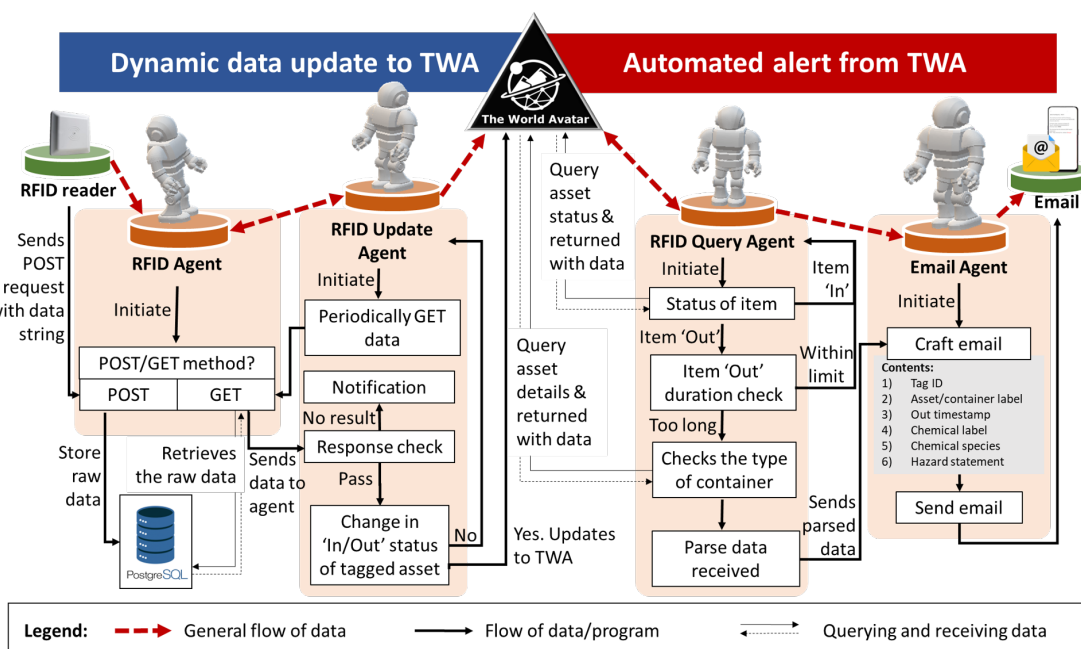 Dynamic data update to TWA
Automated alert from TWA
The World Avatar
RFID reader
RFID Agent
RFID Update
Agent
RFID Query Agent
Email Agent
Email
@
Sends
POST
request
with data
string
Initiate
POST/GET method?
POST
GET
Store
raw
data
Retrieves
the raw data
PostgreSQL
Sends
data to
agent
Initiate
Periodically GET
data
Notification
No result
Response check
Pass
Change in
'In/Out' status
of tagged asset
No
Yes. Updates
to TWA
Query
asset
status &
returned
with data
Query
asset
details &
returned
with data
Initiate
Status of item
Item
'In'
Item 'Out'
Item 'Out'
duration check
Within
limit
Too long
Checks the type
of container
Parse data
received
Sends
parsed
data
Initiate
Craft email
Contents:
1) Tag ID
2) Asset/container label
3) Out timestamp
4) Chemical label
5) Chemical species
6) Hazard statement
Send email
Legend:
General flow of data
Flow of data/program
Querying and receiving data